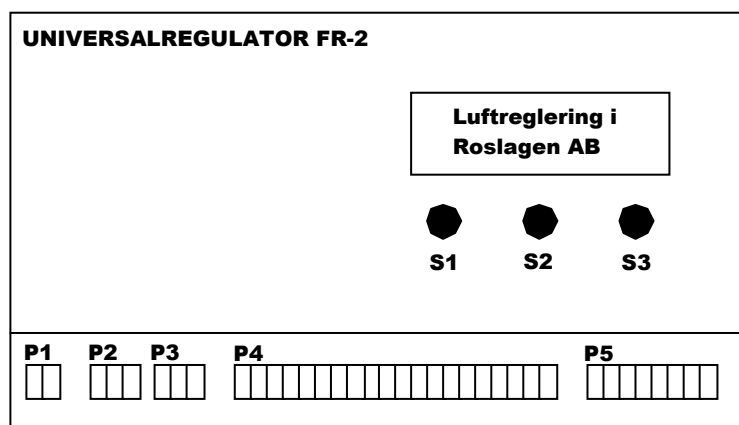 UNIVERSALREGULATOR FR-2
Luftreglering i
Roslagen AB
S1 S2 S3
P1 P2 P3 P4 P5